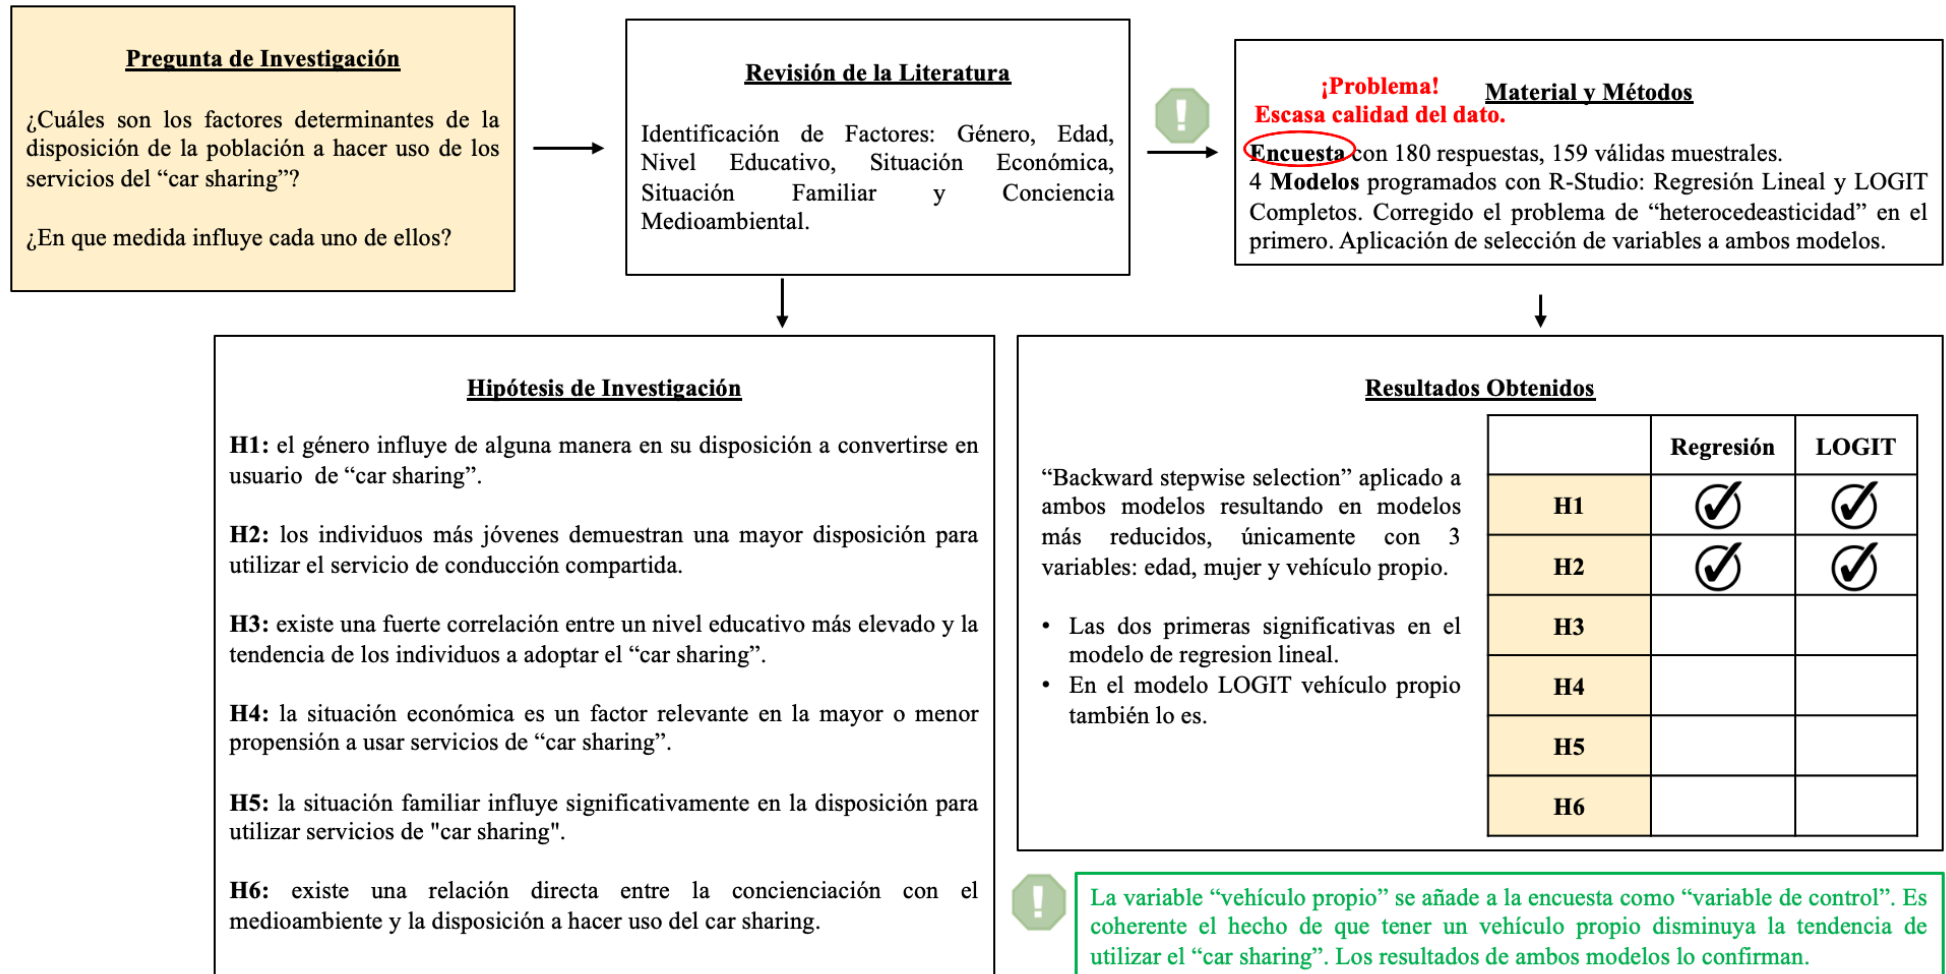 Pregunta de Investigación
¿Cuáles son los factores determinantes de la
disposición de la población a hacer uso de los
servicios del “car sharing”?
¿En que medida influye cada uno de ellos?
Revisión de la Literatura
Identificación de Factores: Género, Edad,
Nivel Educativo, Situación Económica,
Situación Familiar y Conciencia
Medioambiental.
!
¡Problema!
Escasa calidad del dato.
Material y Métodos
Encuesta con 180 respuestas, 159 válidas muestrales.
4 Modelos programados con R-Studio: Regresión Lineal y LOGIT
Completos. Corregido el problema de “heterocedeasticidad” en el
primero. Aplicación de selección de variables a ambos modelos.
Hipótesis de Investigación
H1: el género influye de alguna manera en su disposición a convertirse en
usuario de “car sharing”.
H2: los individuos más jóvenes demuestran una mayor disposición para
utilizar el servicio de conducción compartida.
H3: existe una fuerte correlación entre un nivel educativo más elevado y la
tendencia de los individuos a adoptar el “car sharing”.
H4: la situación económica es un factor relevante en la mayor o menor
propensión a usar servicios de “car sharing”.
H5: la situación familiar influye significativamente en la disposición para
utilizar servicios de "car sharing".
H6: existe una relación directa entre la concienciación con el
medioambiente y la disposición a hacer uso del car sharing.
Resultados Obtenidos
“Backward stepwise selection” aplicado a
ambos modelos resultando en modelos
más reducidos, únicamente con 3
variables: edad, mujer y vehículo propio.
• Las dos primeras significativas en el
modelo de regresion lineal.
• En el modelo LOGIT vehículo propio
también lo es.
Regresión LOGIT
H1
H2
H3
H4
H5
H6
!
La variable “vehículo propio” se añade a la encuesta como “variable de control”. Es
coherente el hecho de que tener un vehículo propio disminuya la tendencia de
utilizar el “car sharing”. Los resultados de ambos modelos lo confirman.